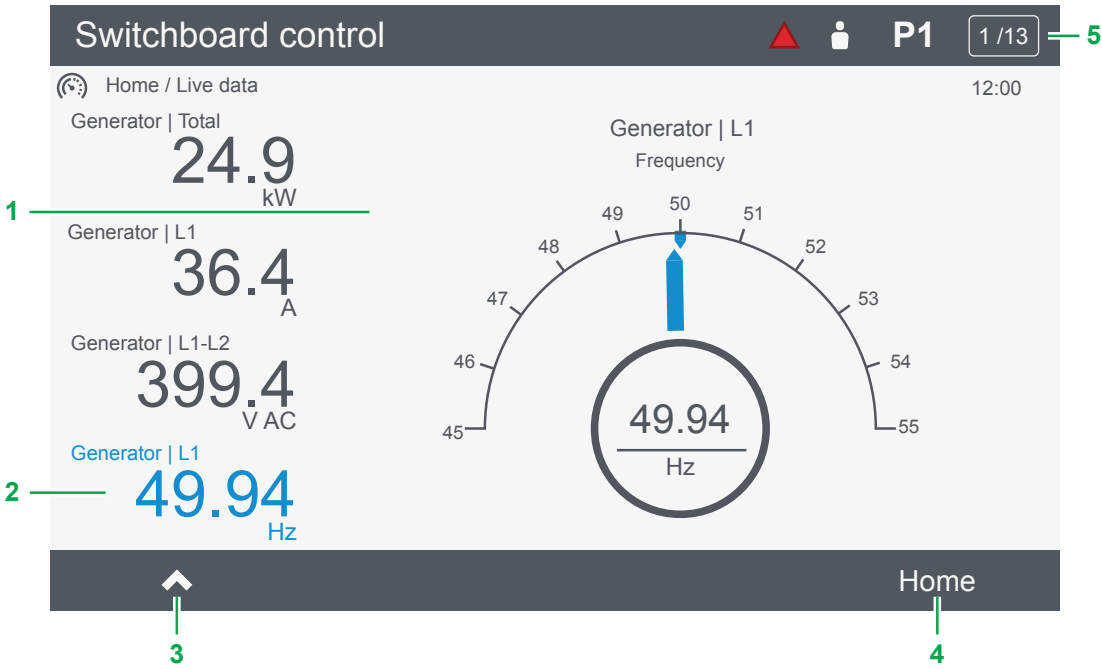 Switchboard control P1 1 /13 5
Home / Live data 12:00
Generator | Total
24.9
kW
1
Generator | L1
36.4
A
Generator | L1-L2
399.4
V AC
Generator | L1
2
49.94
Hz
Generator | L1
Frequency
45
46
47
48
49
50
51
52
53
54
55
49.94
Hz
Home
3
4